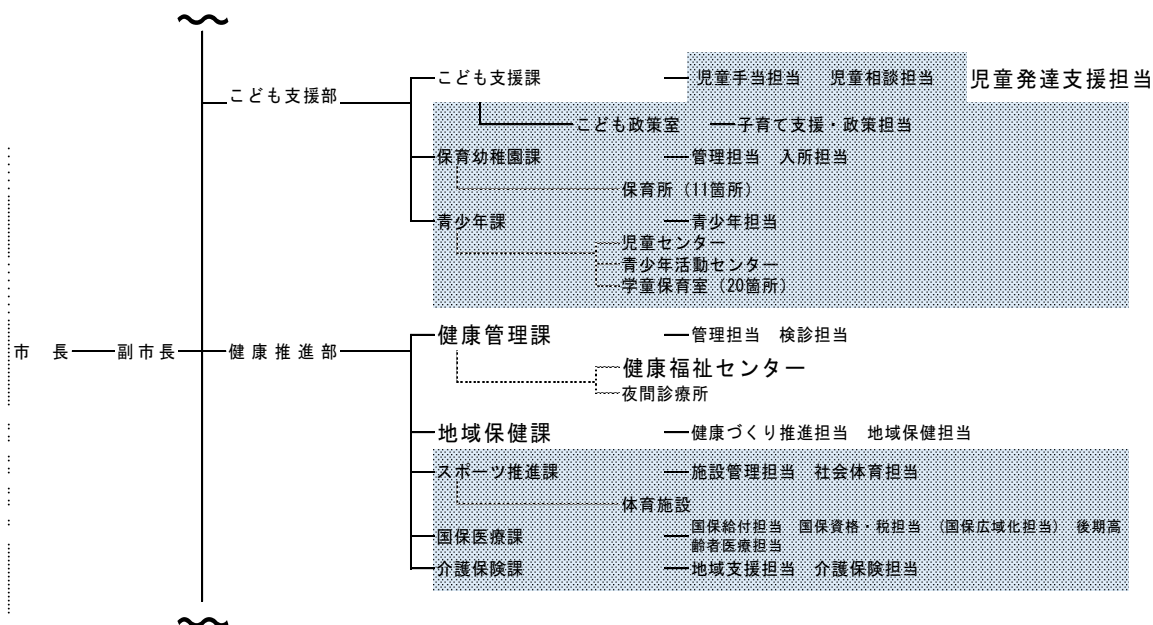 こども支援課
児童手当担当　児童相談担当　児童発達支援担当
こども支援部
こども政策室
子育て支援・政策担当
保育幼稚園課
管理担当　入所担当
保育所（11箇所）
青少年課
青少年担当
児童センター
青少年活動センター
学童保育室（20箇所）
市　長
副市長
健康推進部
健康管理課
管理担当　検診担当
健康福祉センター
夜間診療所
地域保健課
健康づくり推進担当　地域保健担当
スポーツ推進課
施設管理担当　社会体育担当
体育施設
国保医療課
国保給付担当　国保資格・税担当　（国保広域化担当）　後期高
齢者医療担当
介護保険課
地域支援担当　介護保険担当